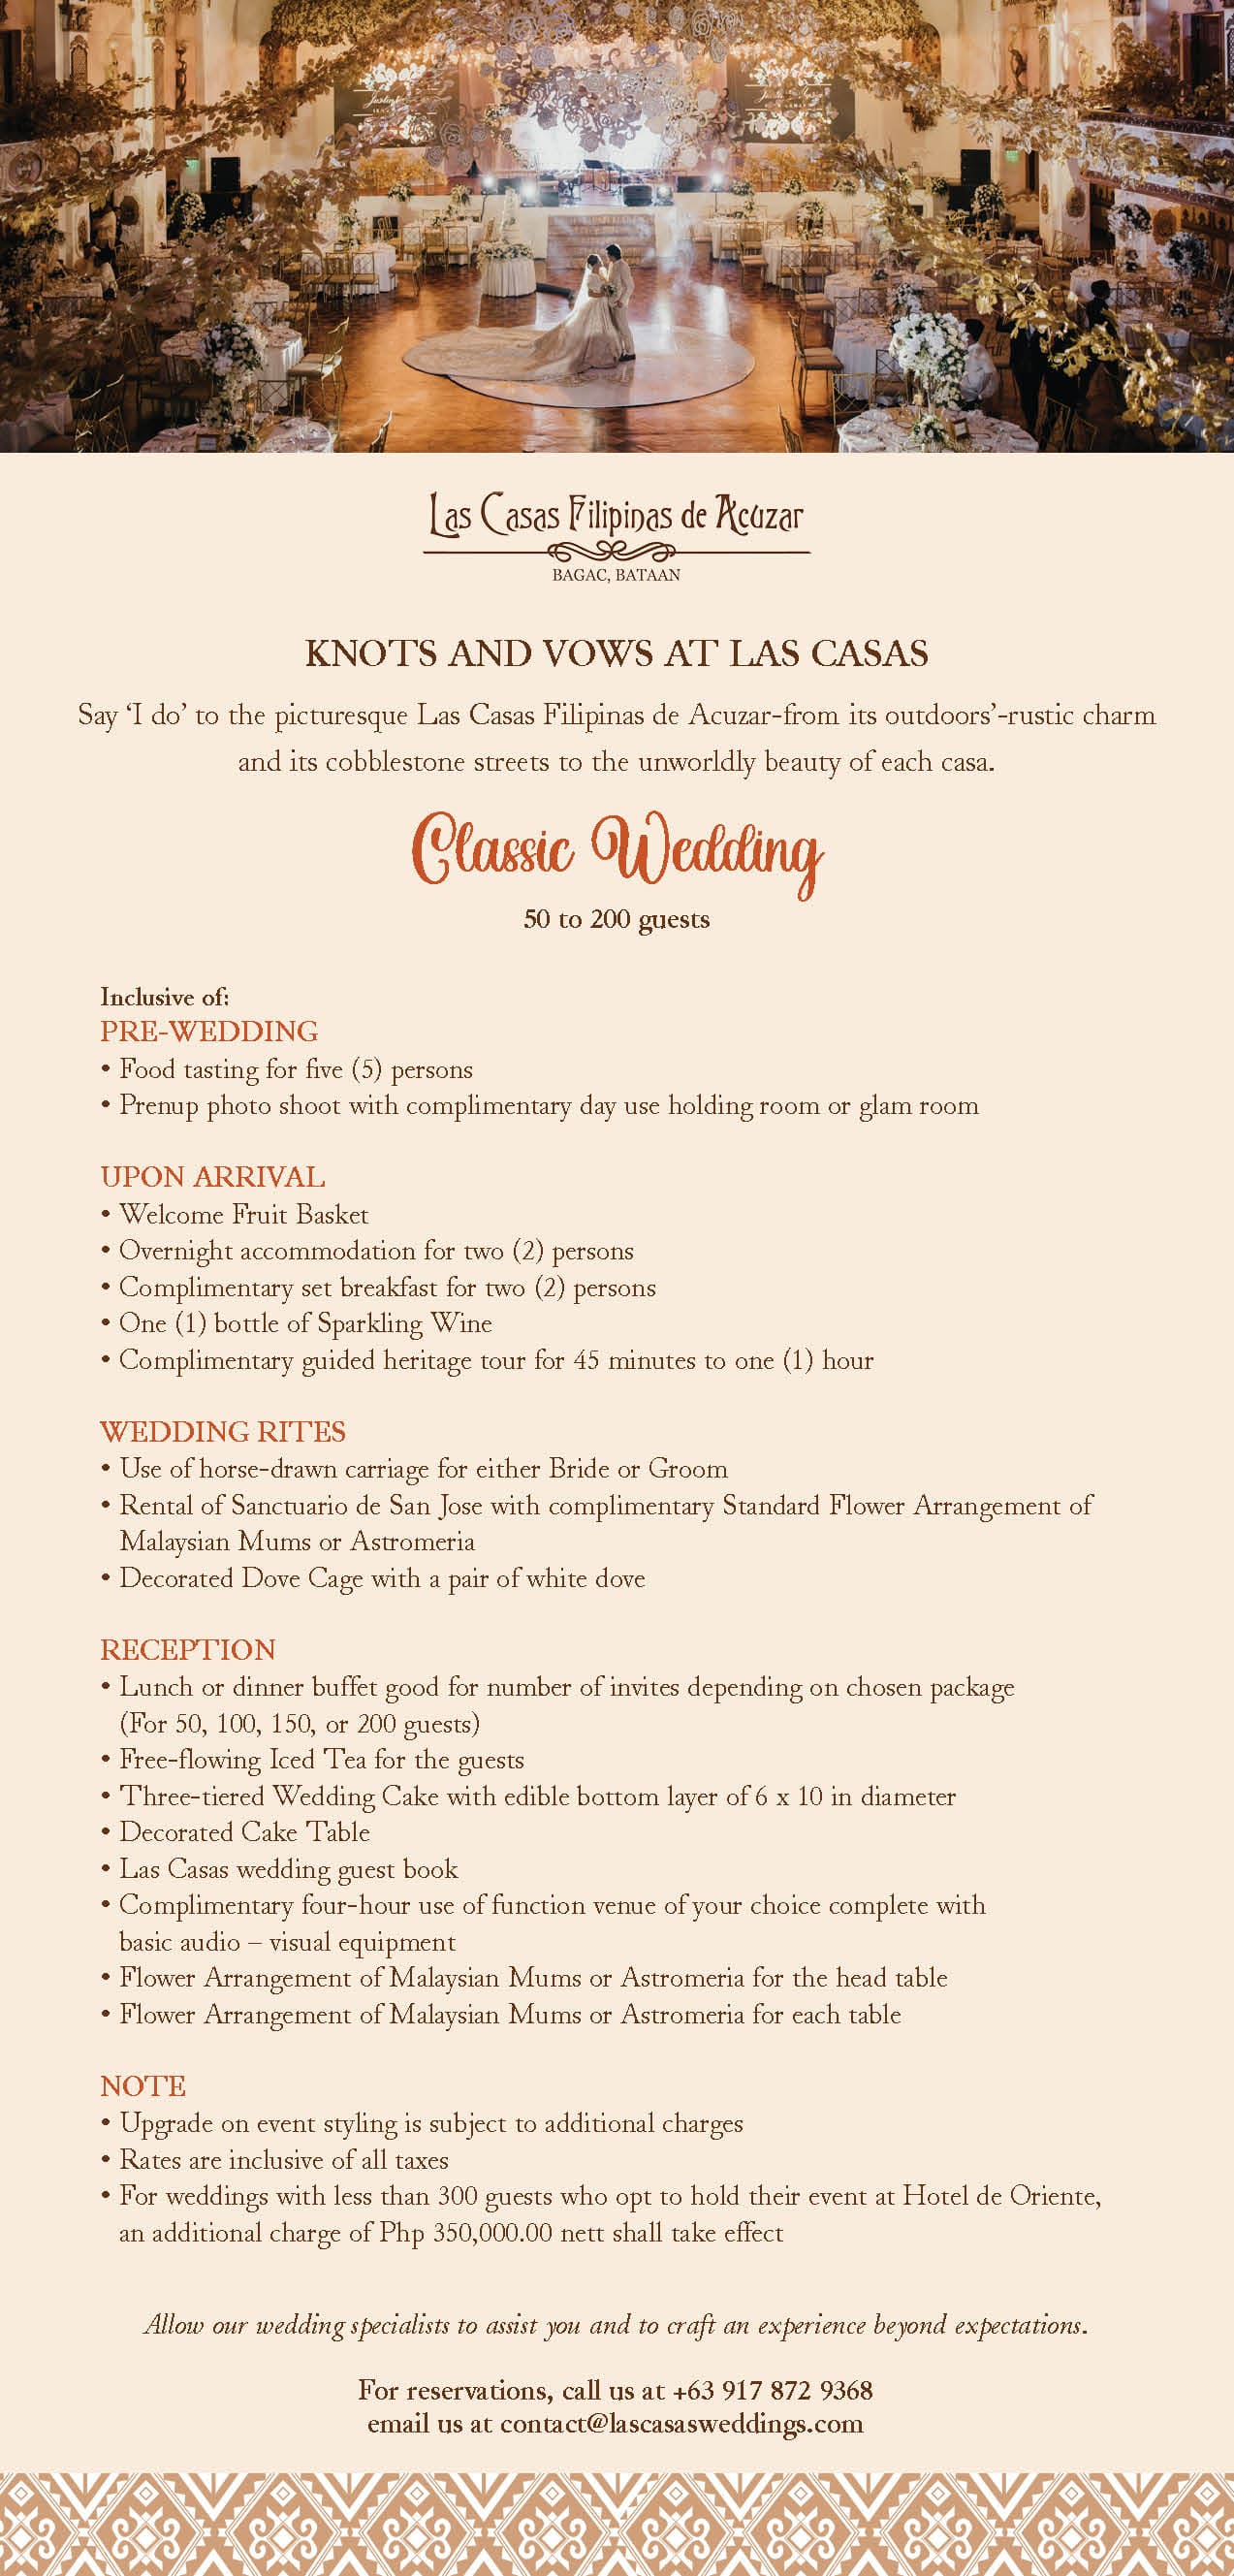 Las Casas Filipinas de Acuzar
BAGAC, BATAAN
KNOTS AND VOWS AT LAS CASAS
Say ‘I do’ to the picturesque Las Casas Filipinas de Acuzar-from its outdoors’-rustic charm
and its cobblestone streets to the unworldly beauty of each casa.
Classic Wedding
50 to 200 guests
Inclusive of:
PRE-WEDDING
• Food tasting for five (5) persons
• Prenup photo shoot with complimentary day use holding room or glam room
UPON ARRIVAL
• Welcome Fruit Basket
• Overnight accommodation for two (2) persons
• Complimentary set breakfast for two (2) persons
• One (1) bottle of Sparkling Wine
• Complimentary guided heritage tour for 45 minutes to one (1) hour
WEDDING RITES
• Use of horse-drawn carriage for either Bride or Groom
• Rental of Sanctuario de San Jose with complimentary Standard Flower Arrangement of
Malaysian Mums or Astromeria
• Decorated Dove Cage with a pair of white dove
RECEPTION
• Lunch or dinner buffet good for number of invites depending on chosen package
(For 50, 100, 150, or 200 guests)
• Free-flowing Iced Tea for the guests
• Three-tiered Wedding Cake with edible bottom layer of 6 x 10 in diameter
• Decorated Cake Table
• Las Casas wedding guest book
• Complimentary four-hour use of function venue of your choice complete with
basic audio – visual equipment
• Flower Arrangement of Malaysian Mums or Astromeria for the head table
• Flower Arrangement of Malaysian Mums or Astromeria for each table
NOTE
• Upgrade on event styling is subject to additional charges
• Rates are inclusive of all taxes
• For weddings with less than 300 guests who opt to hold their event at Hotel de Oriente,
an additional charge of Php 350,000.00 nett shall take effect
Allow our wedding specialists to assist you and to craft an experience beyond expectations.
For reservations, call us at +63 917 872 9368
email us at contact@lascasasweddings.com